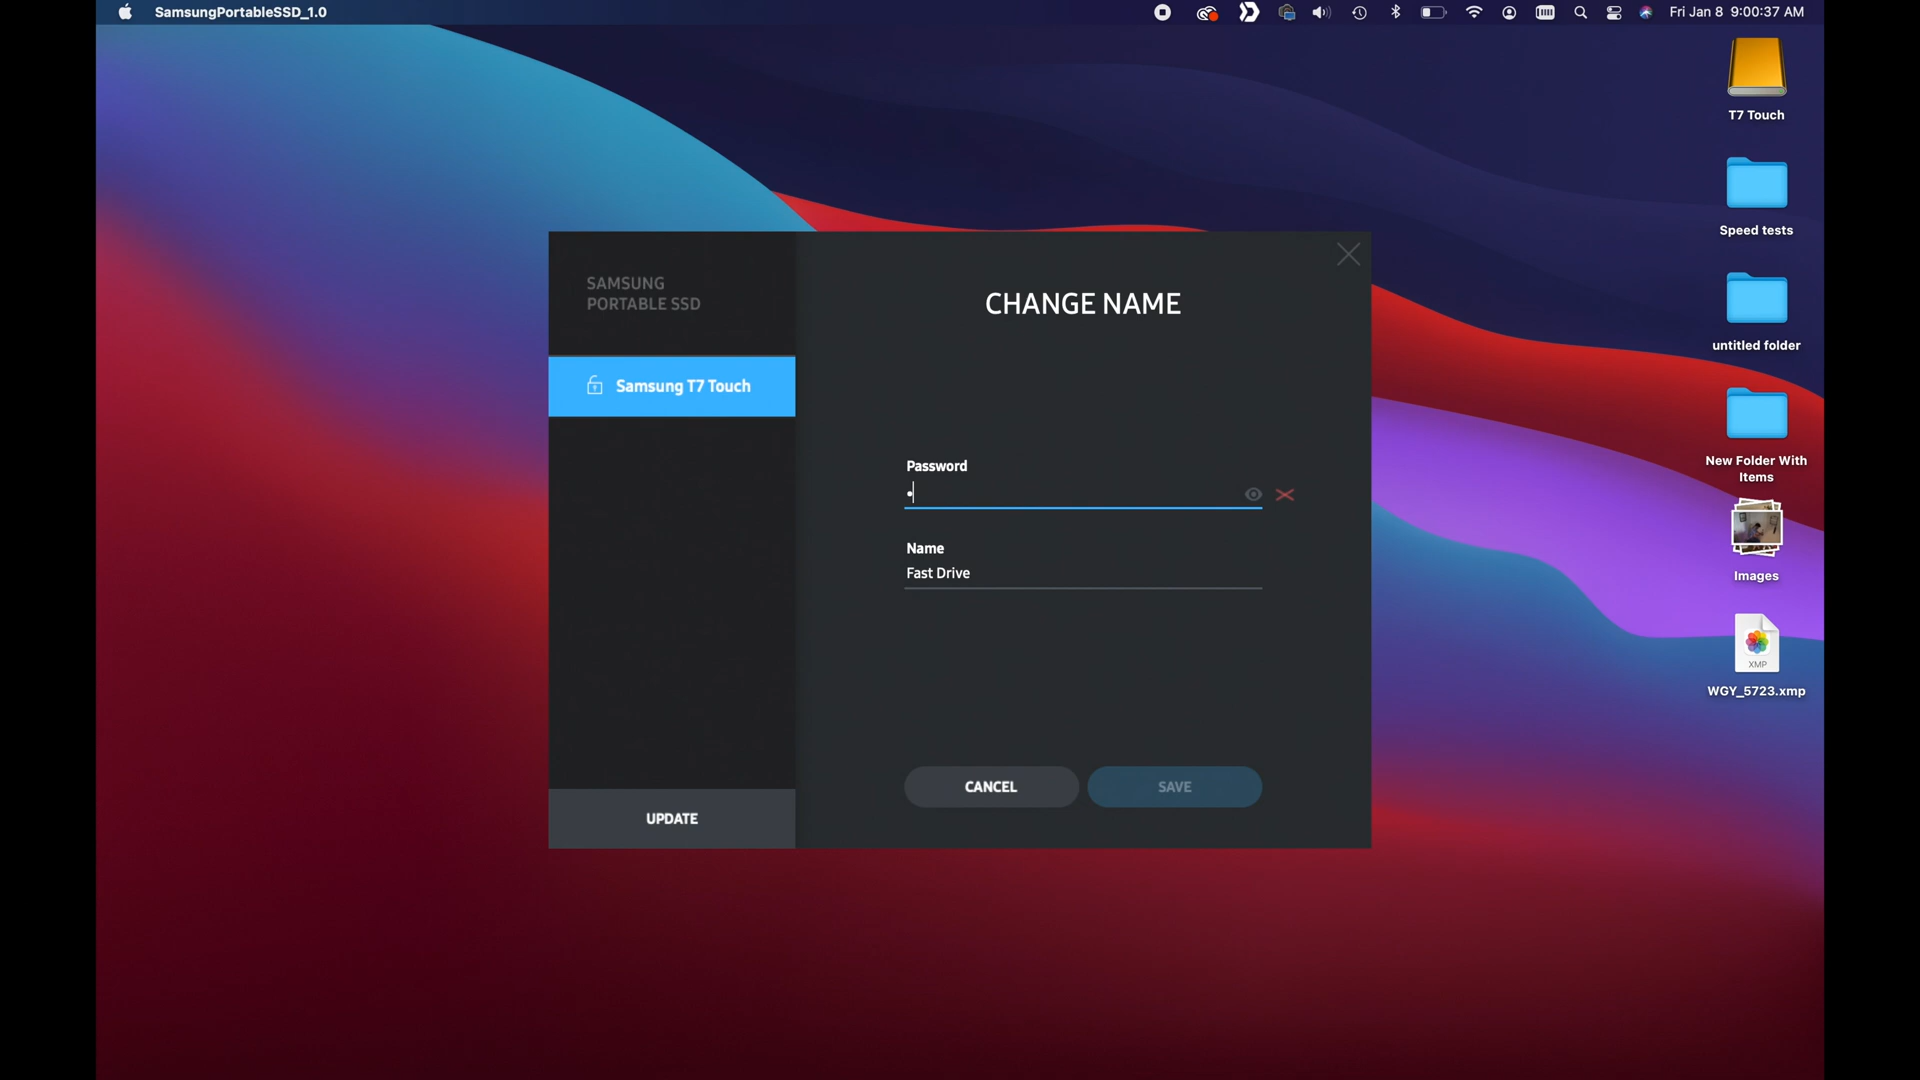 SamsungPortableSSD_1.0
Fri Jan 8 9:00:37 AM
T7 Touch
Speed tests
untitled folder
New Folder With
Items
Images
XMP
WGY_5723.xmp
SAMSUNG
PORTABLE SSD
Samsung T7 Touch
UPDATE
CHANGE NAME
Password
•
Name
Fast Drive
CANCEL
SAVE